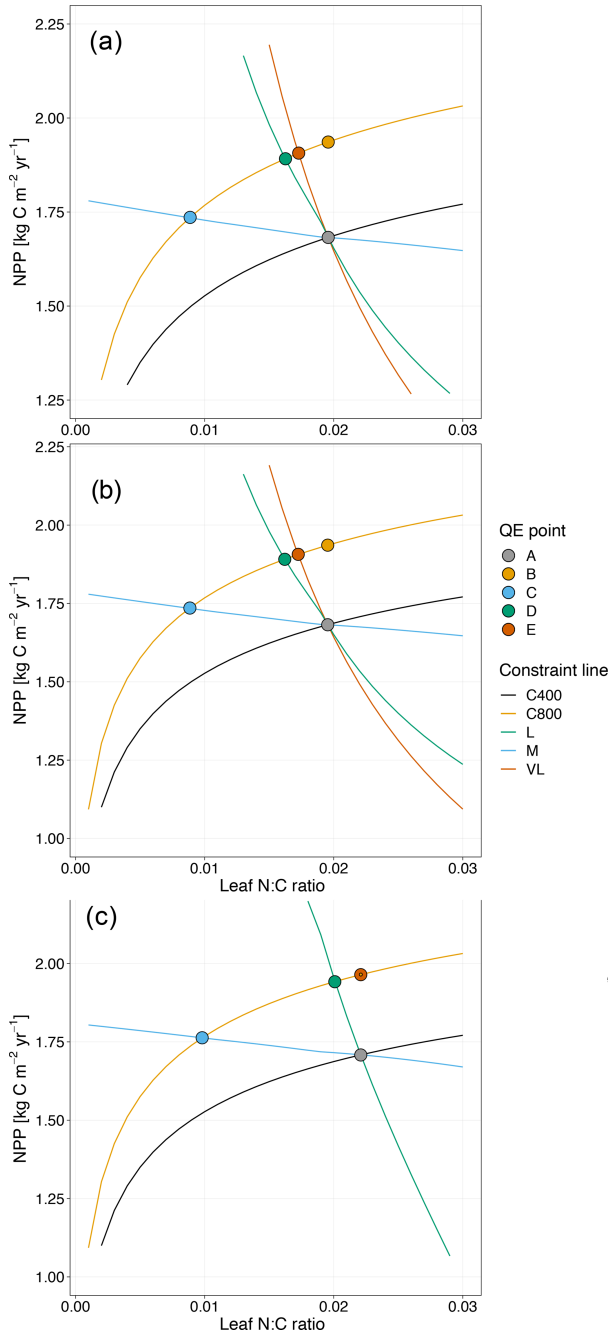 (a)
2.25
2.00
1.75
1.50
1.25
NPP [kg C m⁻² yr⁻¹]
0.00 0.01 0.02 0.03
(b)
2.25
2.00
1.75
1.50
1.25
1.00
NPP [kg C m⁻² yr⁻¹]
0.00 0.01 0.02 0.03
Leaf N:C ratio
QE point
A
B
C
D
E
Constraint line
C400
C800
L
M
VL
(c)
2.00
1.75
1.50
1.25
1.00
NPP [kg C m⁻² yr⁻¹]
0.00 0.01 0.02 0.03
Leaf N:C ratio